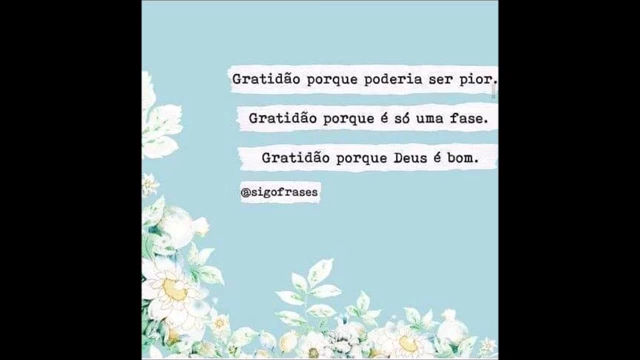 Gratidão porque poderia ser pior.
Gratidão porque é só uma fase.
Gratidão porque Deus é bom.
@sigofrases